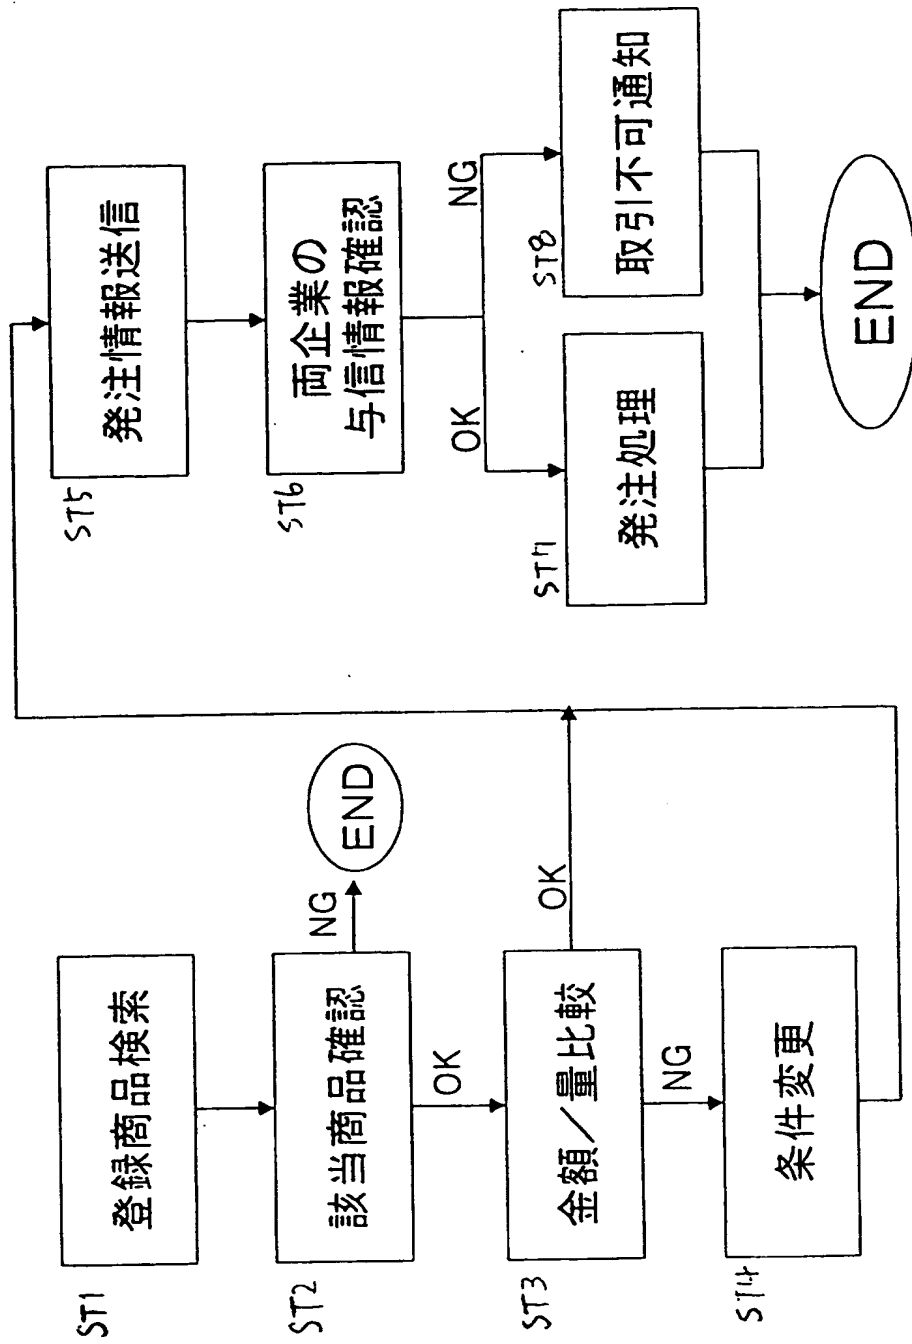 ST1
登録商品検索
ST2
該当商品確認
NG
END
OK
ST3
金額／量比較
OK
NG
ST4
条件変更
ST5
発注情報送信
ST6
両企業の
与信情報確認
OK
NG
ST7
発注処理
ST8
取引不可通知
END